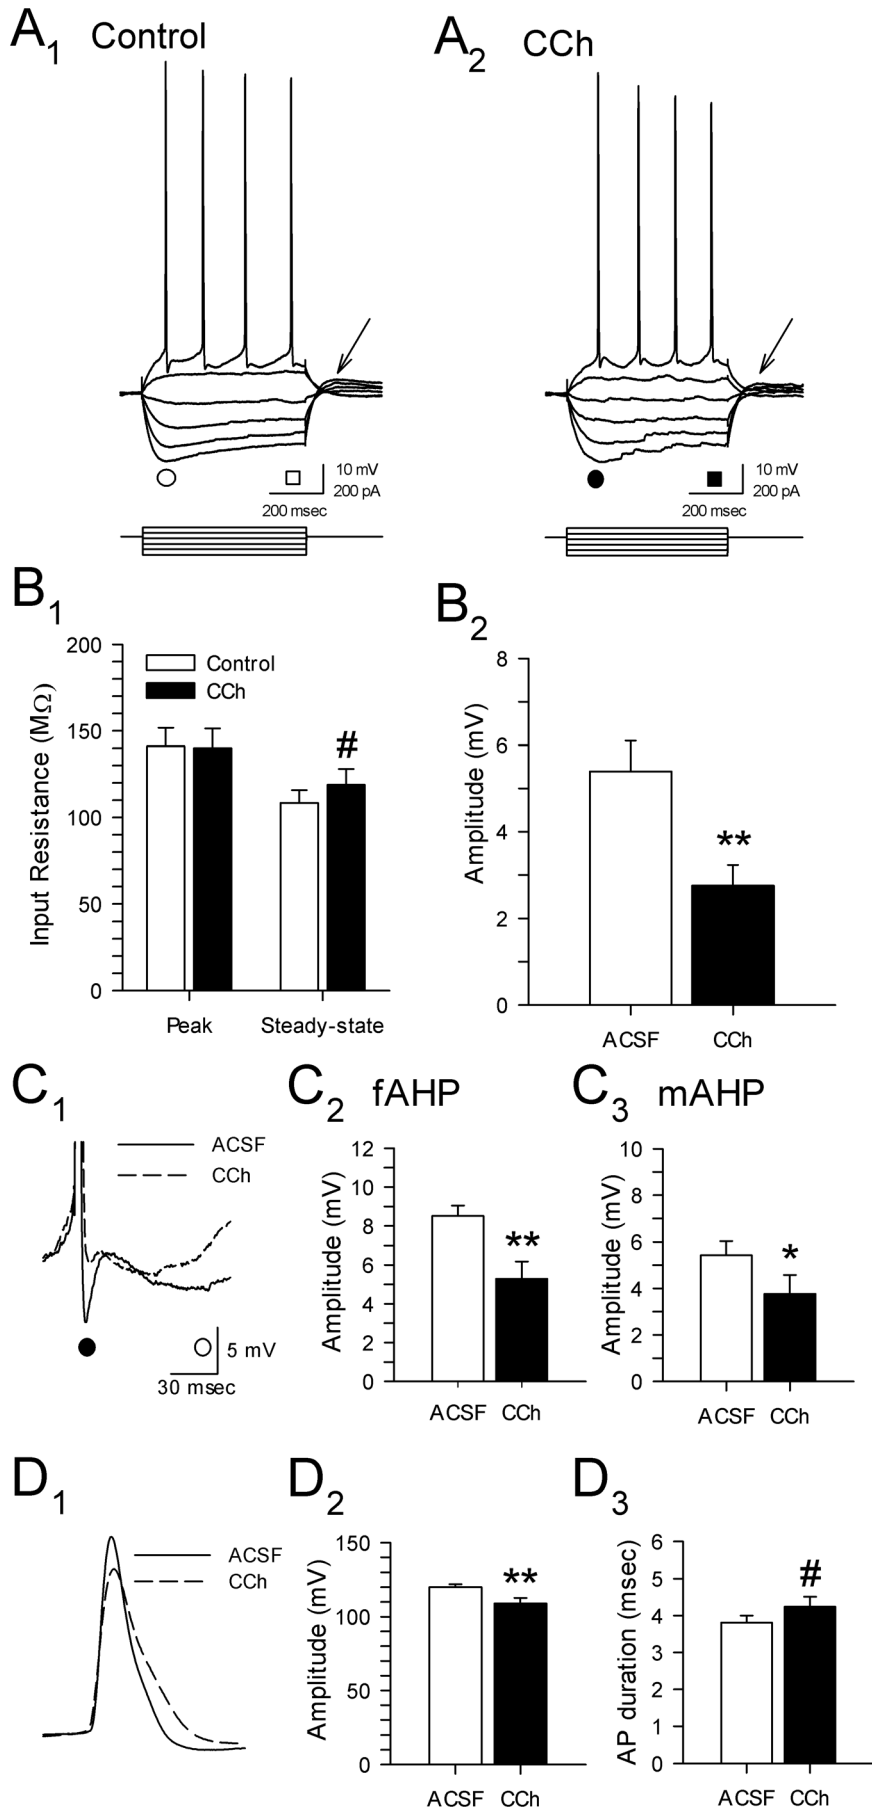 A1 Control
A2 CCh
10 mV
200 pA
200 msec
10 mV
200 pA
200 msec
B1
200
150
100
50
0
Input Resistance (MΩ)
Control
CCh
#
Peak Steady-state
B2
8
6
4
2
0
Amplitude (mV)
**
ACSF CCh
C1
ACSF
CCh
5 mV
30 msec
C2 fAHP
12
10
8
6
4
2
0
Amplitude (mV)
**
ACSF CCh
C3 mAHP
10
8
6
4
2
0
Amplitude (mV)
*
ACSF CCh
D1
ACSF
CCh
D2
150
100
50
0
Amplitude (mV)
**
ACSF CCh
D3
6
5
4
3
2
1
0
AP duration (msec)
#
ACSF CCh